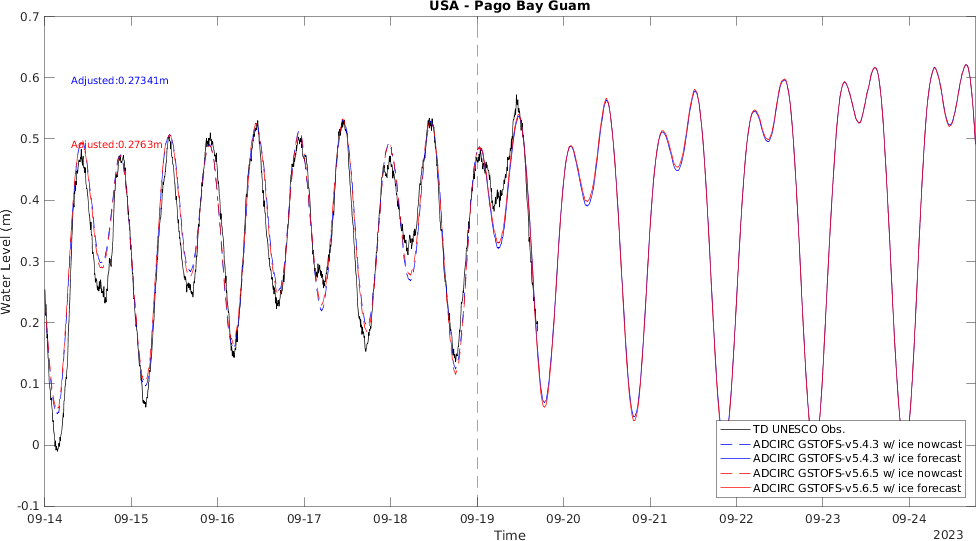 USA - Pago Bay Guam
0.7
0.6
0.5
0.4
0.3
0.2
0.1
0
-0.1
Water Level (m)
Adjusted:0.27341m
Adjusted:0.2763m
TD UNESCO Obs.
ADCIRC GSTOFS-v5.4.3 w/ ice nowcast
ADCIRC GSTOFS-v5.4.3 w/ ice forecast
ADCIRC GSTOFS-v5.6.5 w/ ice nowcast
ADCIRC GSTOFS-v5.6.5 w/ ice forecast
09-14 09-15 09-16 09-17 09-18 09-19 09-20 09-21 09-22 09-23 09-24
Time
2023